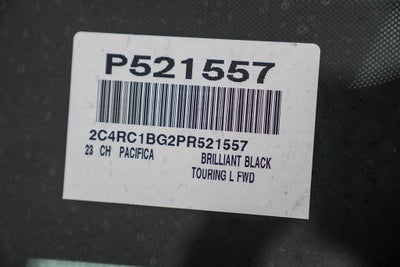 P521557
2C4RC1BG2PR521557
23 CH PACIFICA BRILLIANT BLACK
TOURING L FWD